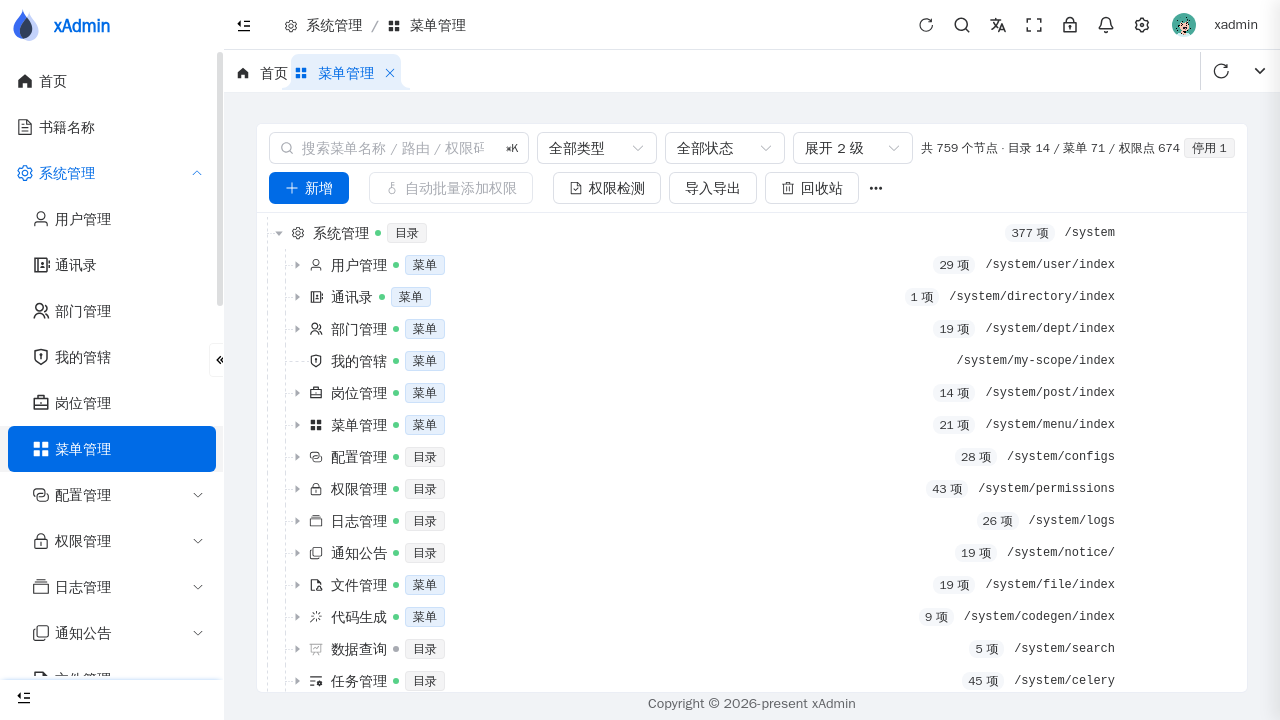 xAdmin
系统管理 / 菜单管理
xadmin
首页
菜单管理
首页
书籍名称
系统管理
用户管理
通讯录
部门管理
我的管辖
岗位管理
菜单管理
配置管理
权限管理
日志管理
通知公告
搜索菜单名称 / 路由 / 权限码 ⌘K
全部类型
全部状态
展开 2 级
共 759 个节点 · 目录 14 / 菜单 71 / 权限点 674 停用 1
新增
自动批量添加权限
权限检测
导入导出
回收站
系统管理 目录 377 项 /system
用户管理 菜单 29 项 /system/user/index
通讯录 菜单 1 项 /system/directory/index
部门管理 菜单 19 项 /system/dept/index
我的管辖 菜单 /system/my-scope/index
岗位管理 菜单 14 项 /system/post/index
菜单管理 菜单 21 项 /system/menu/index
配置管理 目录 28 项 /system/configs
权限管理 目录 43 项 /system/permissions
日志管理 目录 26 项 /system/logs
通知公告 目录 19 项 /system/notice/
文件管理 菜单 19 项 /system/file/index
代码生成 菜单 9 项 /system/codegen/index
数据查询 目录 5 项 /system/search
任务管理 目录 45 项 /system/celery
Copyright © 2026-present xAdmin